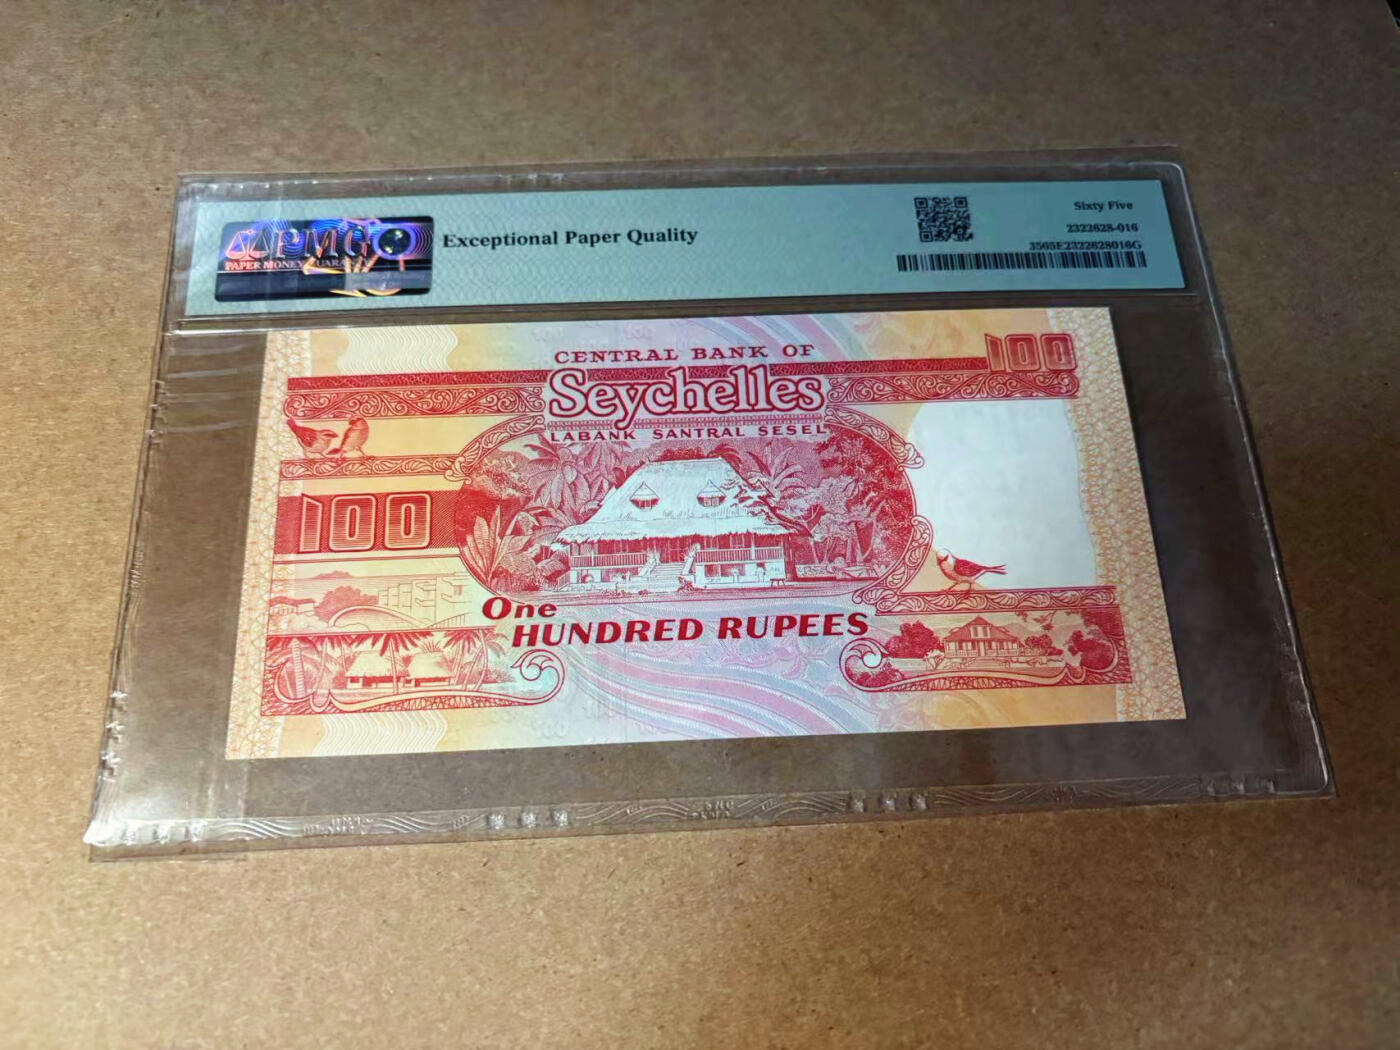 PMG
PAPER MONEY GUARANTY
Exceptional Paper Quality
Sixty Five
2322628-016
3565E2322628016G
CENTRAL BANK OF
Seychelles
LABANK SANTRAL SESEL
100
100
One
HUNDRED RUPEES